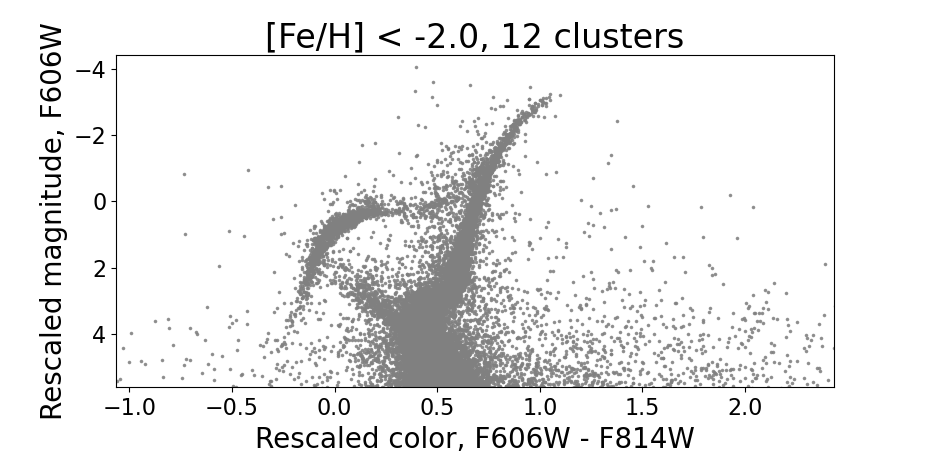 [Fe/H] < -2.0, 12 clusters
Rescaled magnitude, F606W
−4
−2
0
2
4
−1.0 −0.5 0.0 0.5 1.0 1.5 2.0
Rescaled color, F606W - F814W